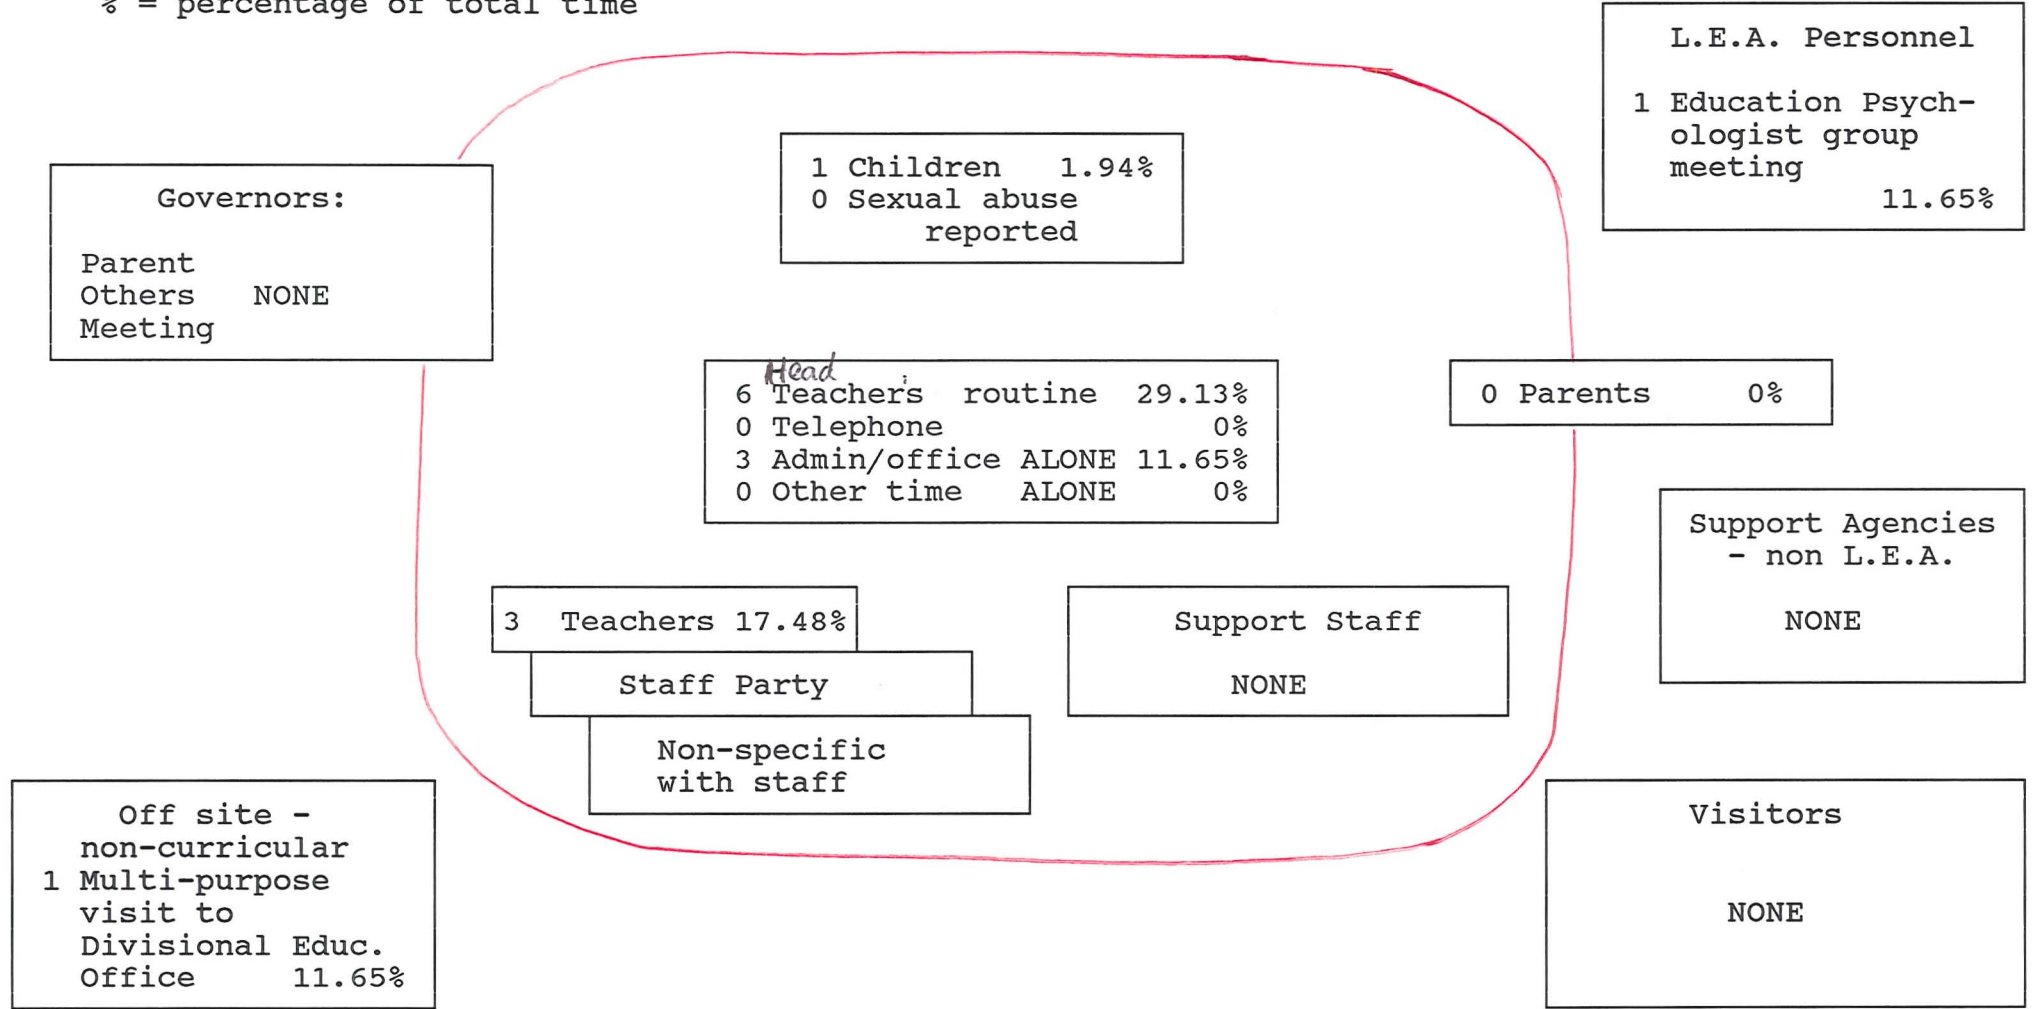 % = percentage of total time
L.E.A. Personnel
1 Education Psych-
ologist group
meeting
11.65%
1 Children 1.94%
0 Sexual abuse
reported
Governors:
Parent
Others NONE
Meeting
Head
6 Teacher's routine 29.13%
0 Telephone 0%
3 Admin/office ALONE 11.65%
0 Other time ALONE 0%
0 Parents 0%
Support Agencies
- non L.E.A.
NONE
3 Teachers 17.48%
Staff Party
Non-specific
with staff
Support Staff
NONE
Off site -
non-curricular
1 Multi-purpose
visit to
Divisional Educ.
Office 11.65%
Visitors
NONE